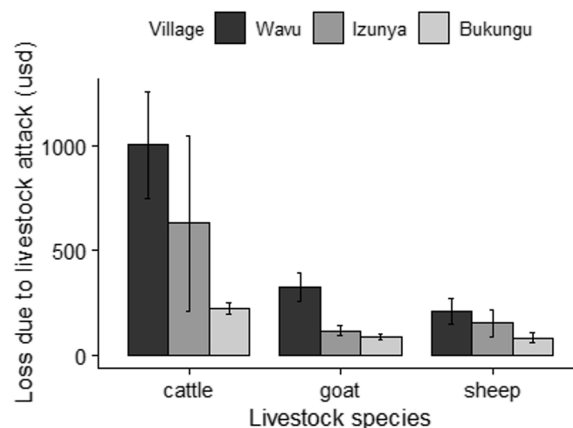 Village Wavu Izunya Bukungu
Loss due to livestock attack (usd)
1000
500
0
cattle goat sheep
Livestock species